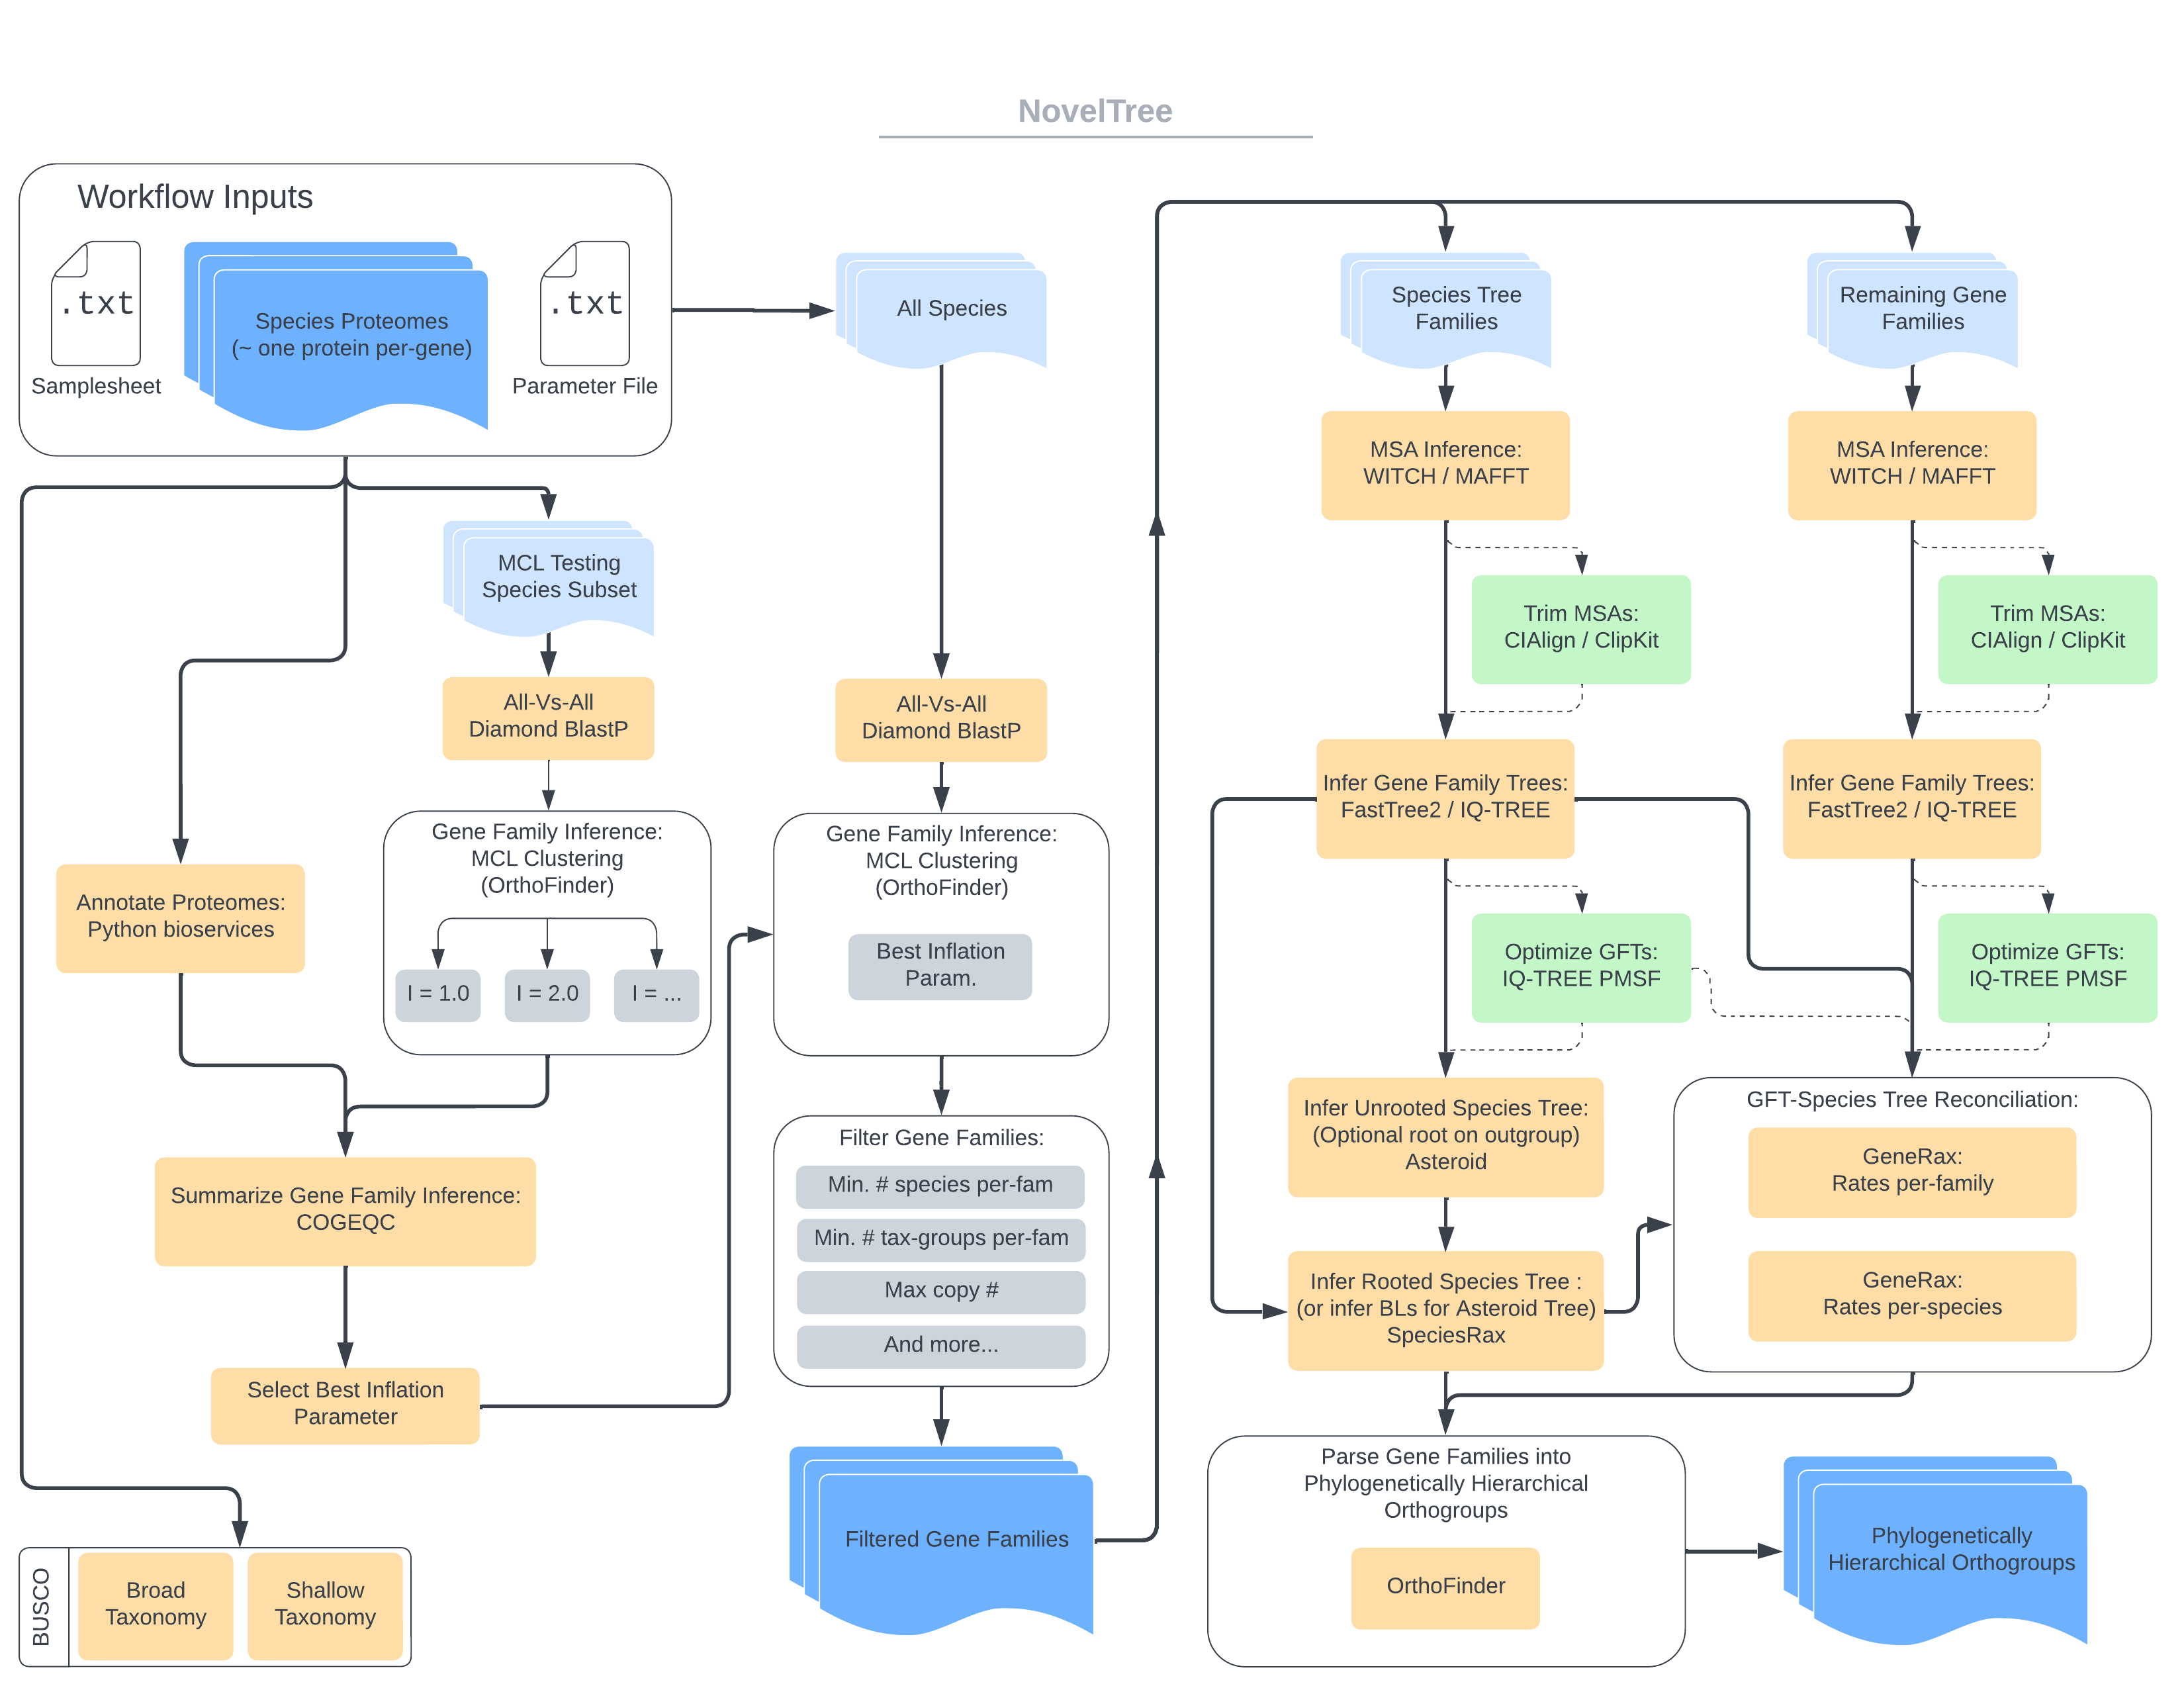 NovelTree
Workflow Inputs
.txt
Samplesheet
Species Proteomes
(~ one protein per-gene)
.txt
Parameter File
MCL Testing
Species Subset
All-Vs-All
Diamond BlastP
Gene Family Inference:
MCL Clustering
(OrthoFinder)
I = 1.0
I = 2.0
I = ...
Annotate Proteomes:
Python bioservices
Summarize Gene Family Inference:
COGEQC
Select Best Inflation
Parameter
BUSCO
Broad
Taxonomy
Shallow
Taxonomy
All Species
All-Vs-All
Diamond BlastP
Gene Family Inference:
MCL Clustering
(OrthoFinder)
Best Inflation
Param.
Filter Gene Families:
Min. # species per-fam
Min. # tax-groups per-fam
Max copy #
And more...
Filtered Gene Families
Species Tree
Families
MSA Inference:
WITCH / MAFFT
Trim MSAs:
CIAlign / ClipKit
Infer Gene Family Trees:
FastTree2 / IQ-TREE
Optimize GFTs:
IQ-TREE PMSF
Infer Unrooted Species Tree:
(Optional root on outgroup)
Asteroid
Infer Rooted Species Tree :
(or infer BLs for Asteroid Tree)
SpeciesRax
Remaining Gene
Families
MSA Inference:
WITCH / MAFFT
Trim MSAs:
CIAlign / ClipKit
Infer Gene Family Trees:
FastTree2 / IQ-TREE
Optimize GFTs:
IQ-TREE PMSF
GFT-Species Tree Reconciliation:
GeneRax:
Rates per-family
GeneRax:
Rates per-species
Parse Gene Families into
Phylogenetically Hierarchical
Orthogroups
OrthoFinder
Phylogenetically
Hierarchical Orthogroups